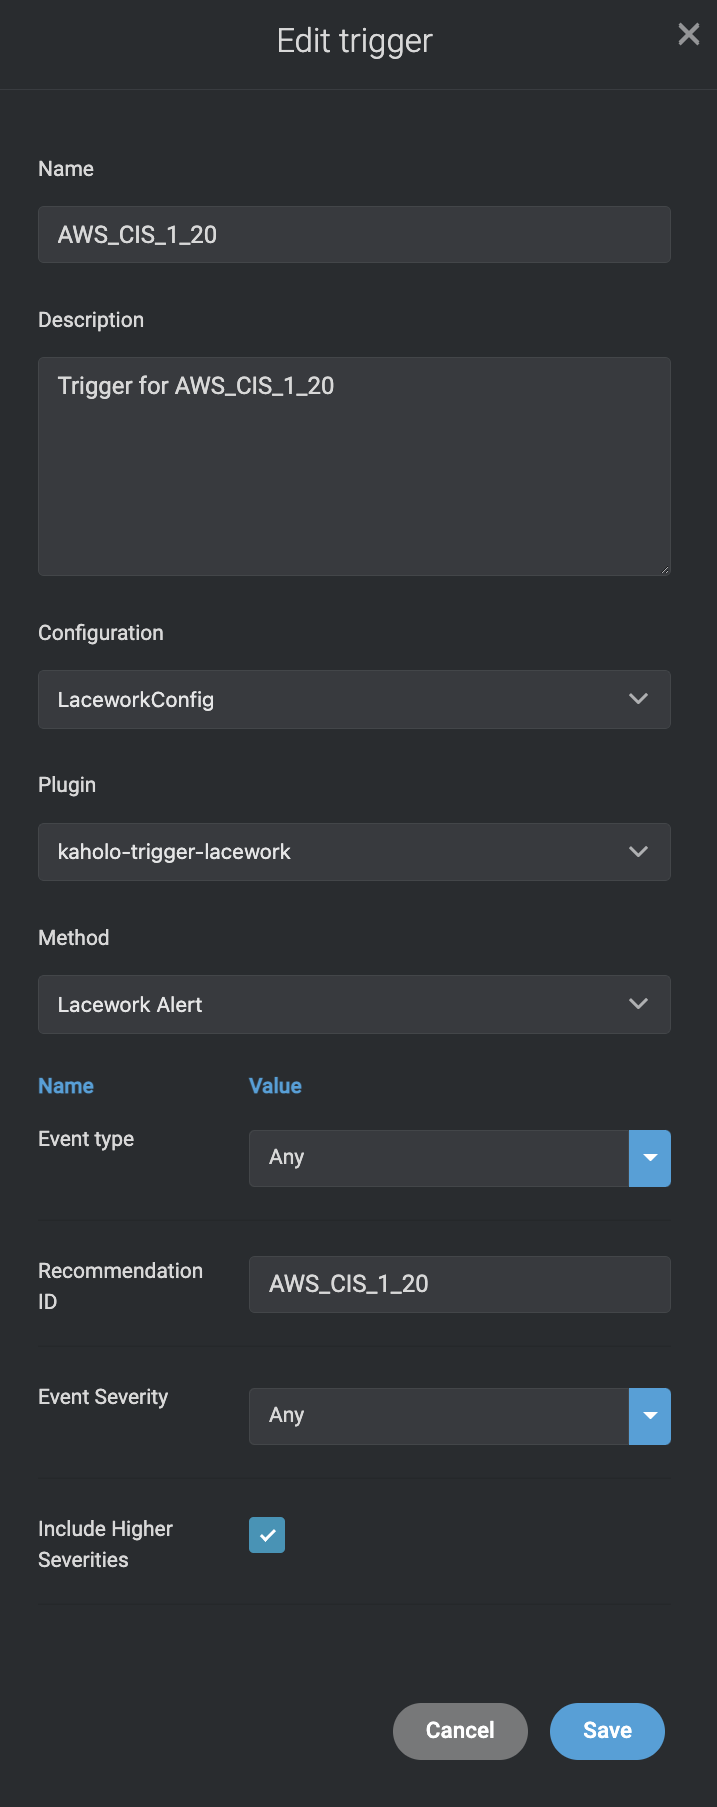 Edit trigger
Name
AWS_CIS_1_20
Description
Trigger for AWS_CIS_1_20
Configuration
LaceworkConfig
Plugin
kaholo-trigger-lacework
Method
Lacework Alert
Name Value
Event type Any
Recommendation
ID
AWS_CIS_1_20
Event Severity Any
Include Higher
Severities
Cancel Save